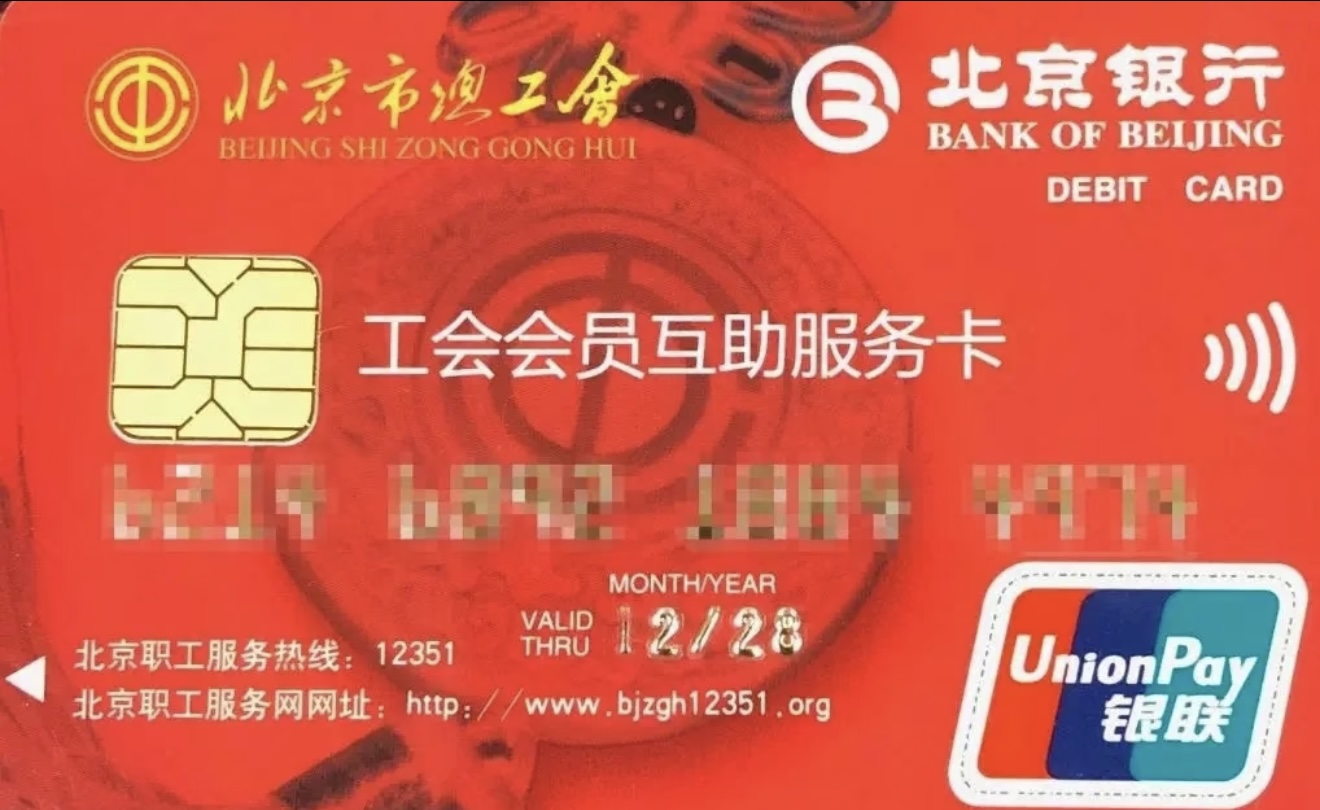 北京市總工會
BEIJING SHI ZONG GONG HUI
北京银行
BANK OF BEIJING
DEBIT CARD
工会会员互助服务卡
MONTH/YEAR
VALID THRU 12/28
北京职工服务热线：12351
北京职工服务网网址：http://www.bjzgh12351.org
UnionPay
银联